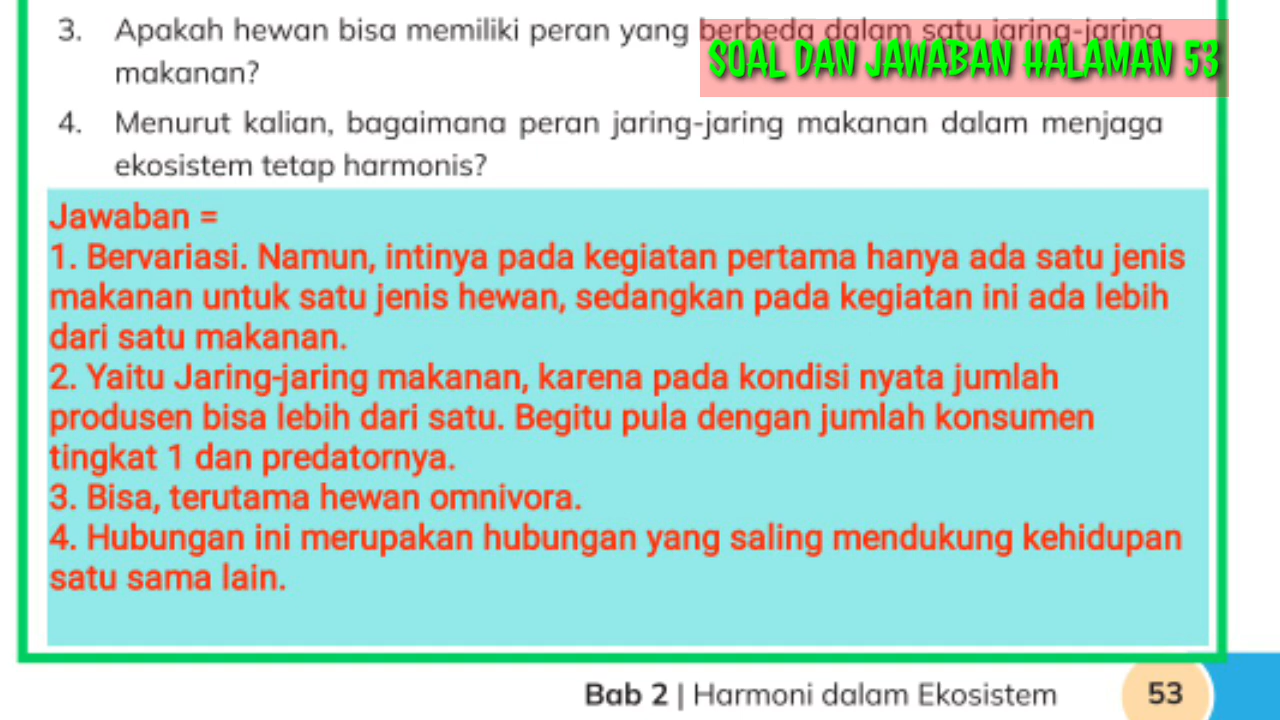 3. Apakah hewan bisa memiliki peran yang berbeda dalam satu jaring-jaring
makanan?
SOAL DAN JAWABAN HALAMAN 53
4. Menurut kalian, bagaimana peran jaring-jaring makanan dalam menjaga
ekosistem tetap harmonis?
Jawaban =
1. Bervariasi. Namun, intinya pada kegiatan pertama hanya ada satu jenis
makanan untuk satu jenis hewan, sedangkan pada kegiatan ini ada lebih
dari satu makanan.
2. Yaitu Jaring-jaring makanan, karena pada kondisi nyata jumlah
produsen bisa lebih dari satu. Begitu pula dengan jumlah konsumen
tingkat 1 dan predatornya.
3. Bisa, terutama hewan omnivora.
4. Hubungan ini merupakan hubungan yang saling mendukung kehidupan
satu sama lain.
Bab 2 | Harmoni dalam Ekosistem 53